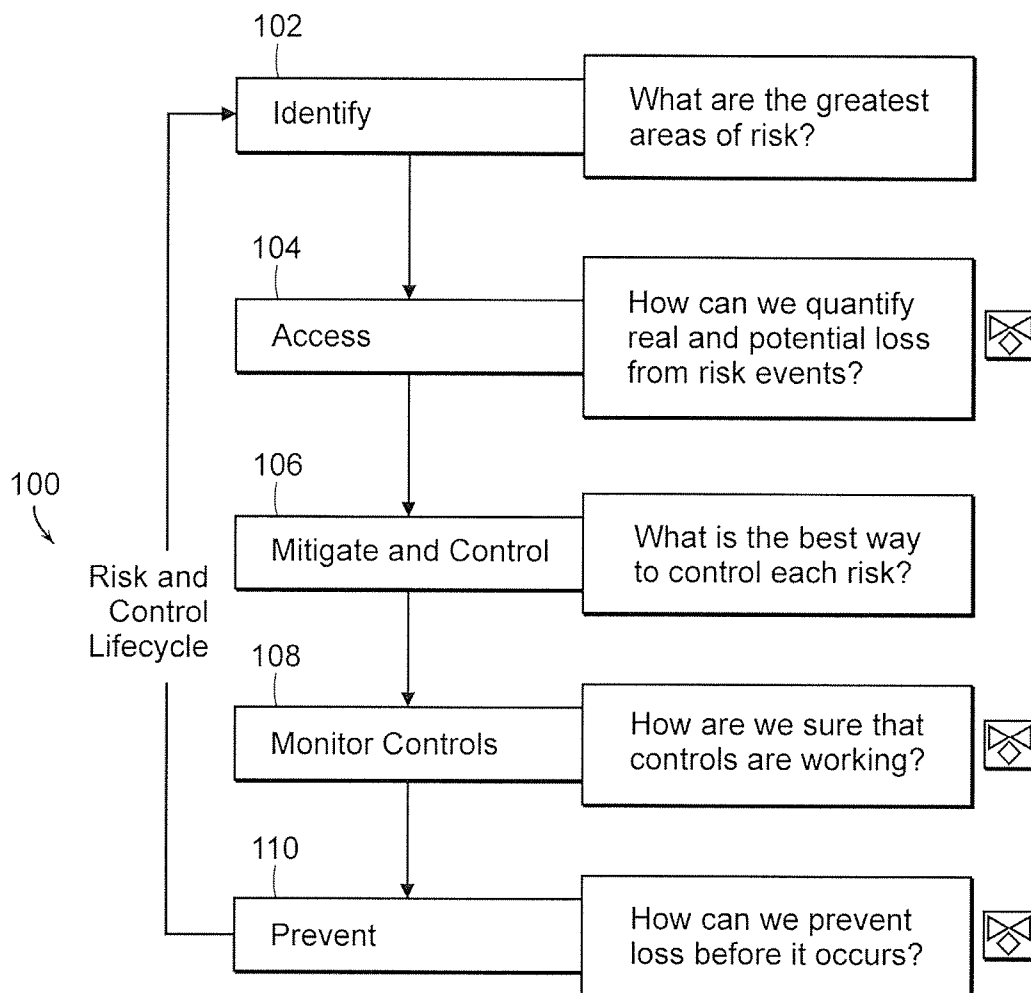 102
Identify
What are the greatest
areas of risk?
104
Access
How can we quantify
real and potential loss
from risk events?
106
Mitigate and Control
What is the best way
to control each risk?
100
Risk and
Control
Lifecycle
108
Monitor Controls
How are we sure that
controls are working?
110
Prevent
How can we prevent
loss before it occurs?